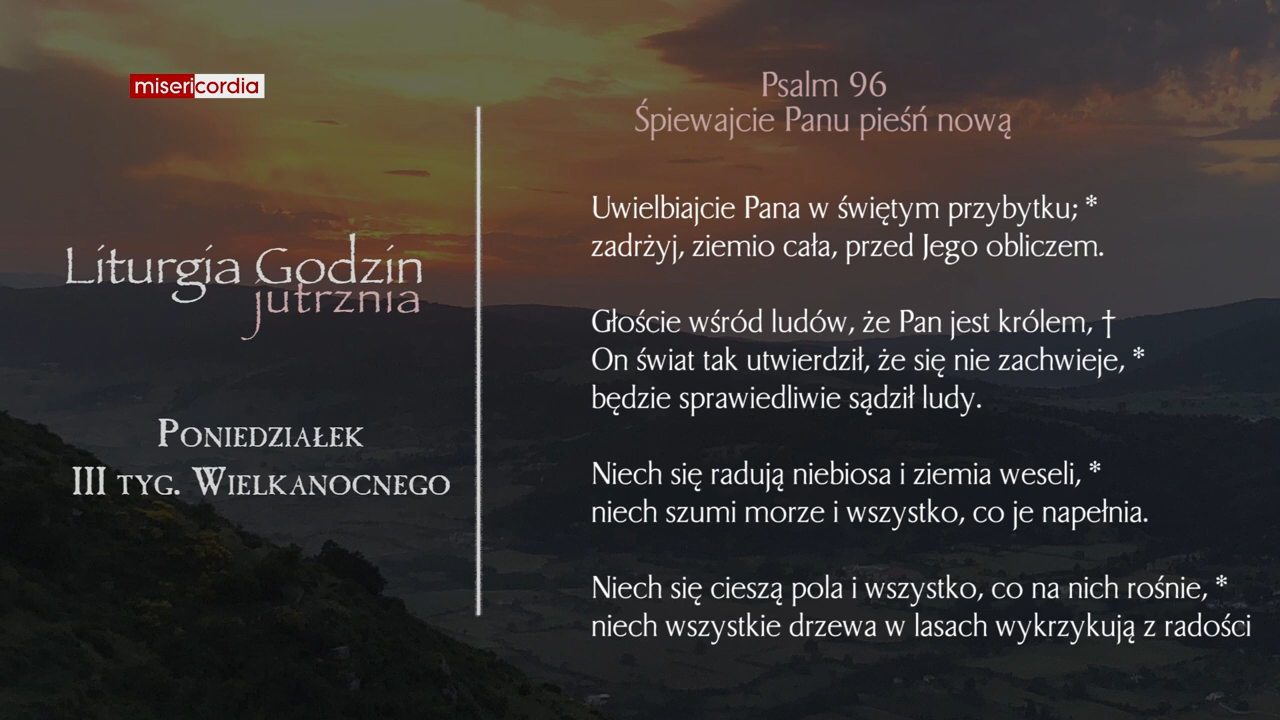 misericordia
Liturgia Godzin
jutrznia
Poniedziałek
III tyg. Wielkanocnego
Psalm 96
Śpiewajcie Panu pieśń nową
Uwielbiajcie Pana w świętym przybytku; *
zadrżyj, ziemio cała, przed Jego obliczem.
Głoście wśród ludów, że Pan jest królem, †
On świat tak utwierdził, że się nie zachwieje, *
będzie sprawiedliwie sądził ludy.
Niech się radują niebiosa i ziemia weseli, *
niech szumi morze i wszystko, co je napełnia.
Niech się cieszą pola i wszystko, co na nich rośnie, *
niech wszystkie drzewa w lasach wykrzykują z radości